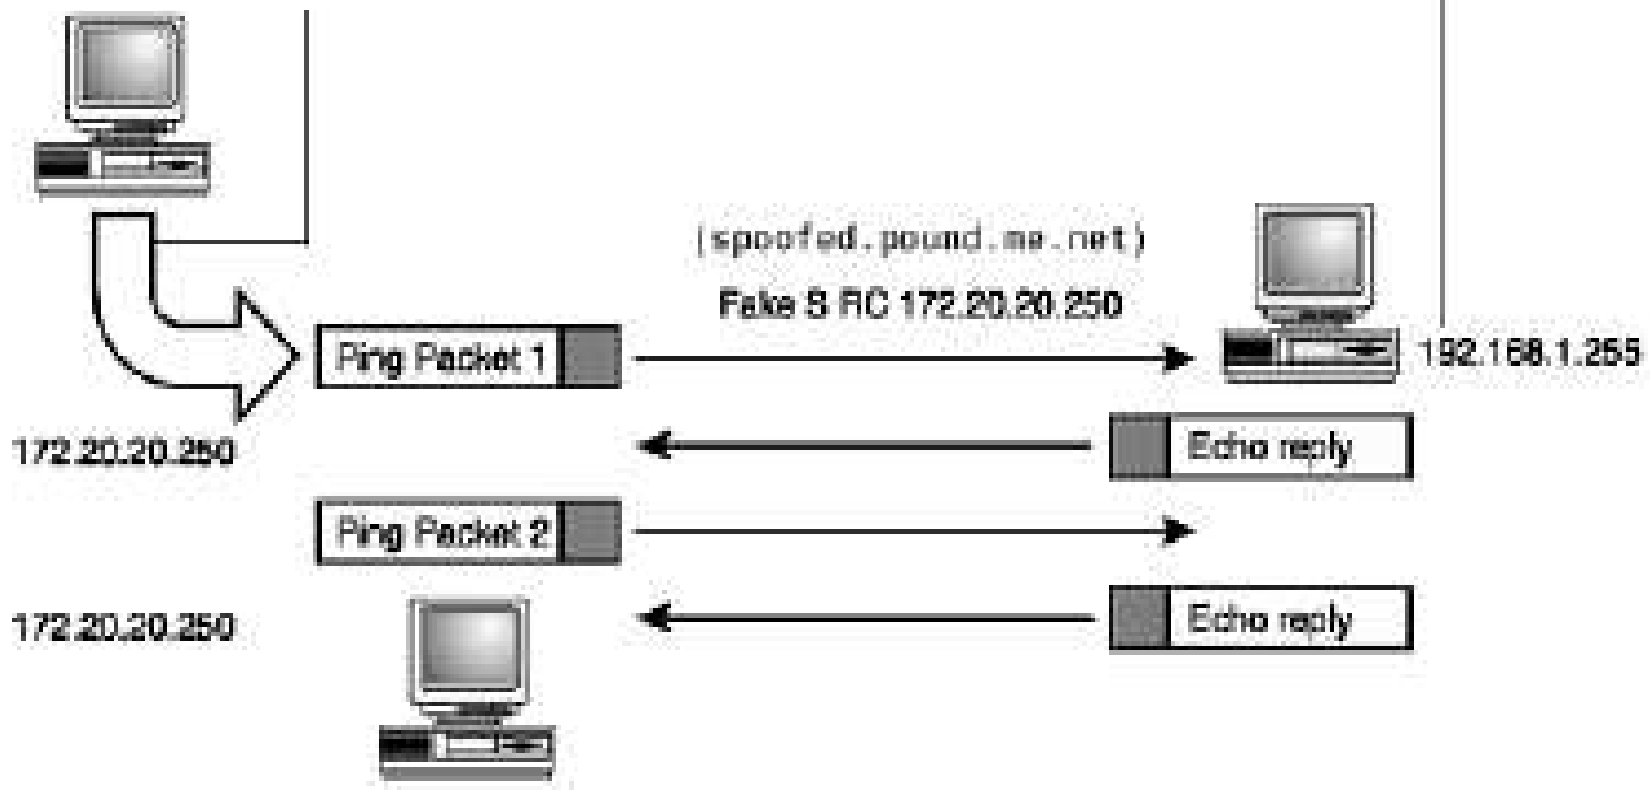 (spoofed.pound.me.net)
Fake S RC 172.20.20.250
Ping Packet 1
192.168.1.255
Echo reply
172.20.20.250
Ping Packet 2
Echo reply
172.20.20.250